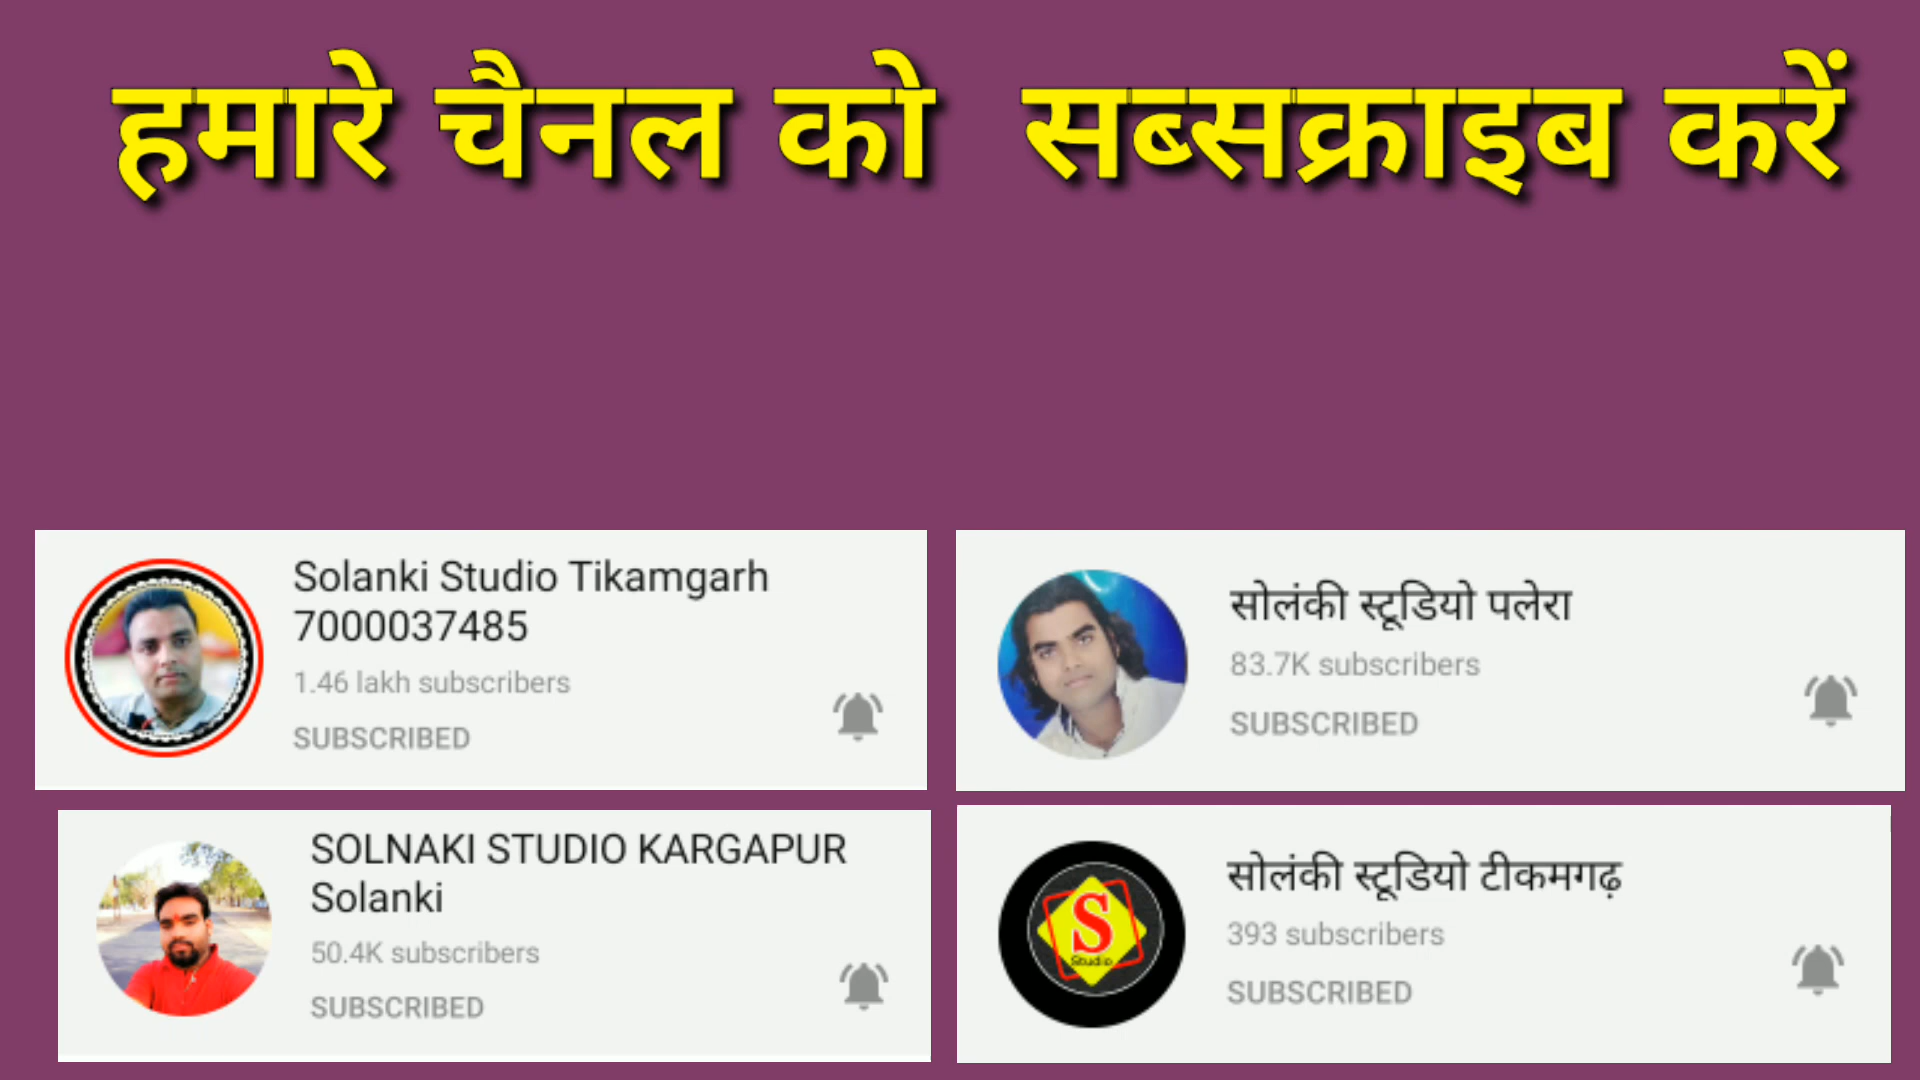 हमारे चैनल को सब्सक्राइब करें
Solanki Studio Tikamgarh
7000037485
1.46 lakh subscribers
SUBSCRIBED
सोलंकी स्टूडियो पलेरा
83.7K subscribers
SUBSCRIBED
SOLNAKI STUDIO KARGAPUR
Solanki
50.4K subscribers
SUBSCRIBED
S
Studio
सोलंकी स्टूडियो टीकमगढ़
393 subscribers
SUBSCRIBED